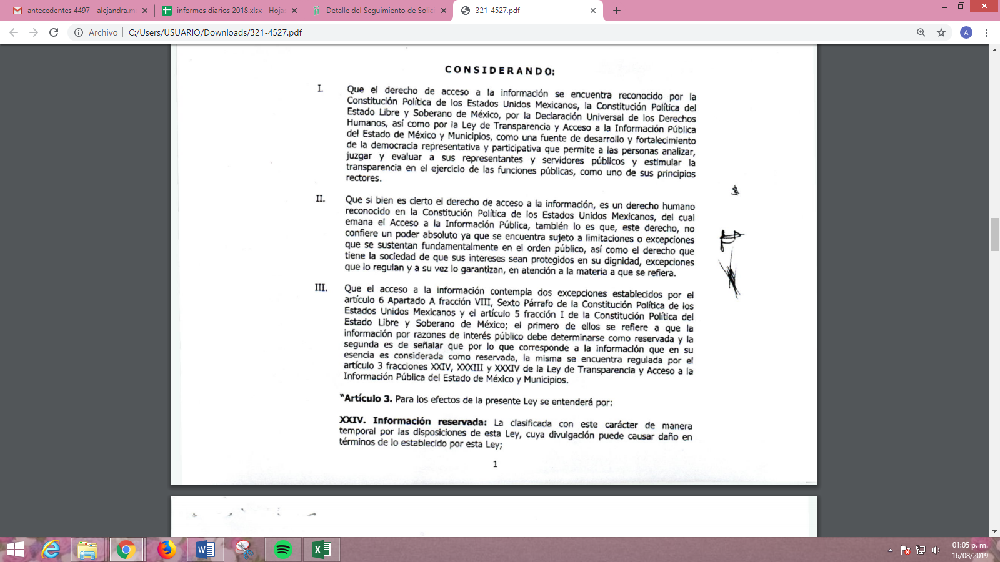 antecedentes 4497 - alejandra.m
informes diarios 2018.xlsx - Hoja
Detalle del Seguimiento de Solic
321-4527.pdf
Archivo
C:/Users/USUARIO/Downloads/321-4527.pdf
A
CONSIDERANDO:
I. Que el derecho de acceso a la información se encuentra reconocido por la
Constitución Política de los Estados Unidos Mexicanos, la Constitución Política del
Estado Libre y Soberano de México, por la Declaración Universal de los Derechos
Humanos, así como por la Ley de Transparencia y Acceso a la Información Pública
del Estado de México y Municipios, como una fuente de desarrollo y fortalecimiento
de la democracia representativa y participativa que permite a las personas analizar,
juzgar y evaluar a sus representantes y servidores públicos y estimular la
transparencia en el ejercicio de las funciones públicas, como uno de sus principios
rectores.
II. Que si bien es cierto el derecho de acceso a la información, es un derecho humano
reconocido en la Constitución Política de los Estados Unidos Mexicanos, del cual
emana el Acceso a la Información Pública, también lo es que, este derecho, no
confiere un poder absoluto ya que se encuentra sujeto a limitaciones o excepciones
que se sustentan fundamentalmente en el orden público, así como el derecho que
tiene la sociedad de que sus intereses sean protegidos en su dignidad, excepciones
que lo regulan y a su vez lo garantizan, en atención a la materia a que se refiera.
III. Que el acceso a la información contempla dos excepciones establecidos por el
artículo 6 Apartado A fracción VIII, Sexto Párrafo de la Constitución Política de los
Estados Unidos Mexicanos y el artículo 5 fracción I de la Constitución Política del
Estado Libre y Soberano de México; el primero de ellos se refiere a que la
información por razones de interés público debe determinarse como reservada y la
segunda es de señalar que por lo que corresponde a la información que en su
esencia es considerada como reservada, la misma se encuentra regulada por el
artículo 3 fracciones XXIV, XXXIII y XXXIV de la Ley de Transparencia y Acceso a la
Información Pública del Estado de México y Municipios.
"Artículo 3. Para los efectos de la presente Ley se entenderá por:
XXIV. Información reservada: La clasificada con este carácter de manera
temporal por las disposiciones de esta Ley, cuya divulgación puede causar daño en
términos de lo establecido por esta Ley;
1
01:05 p. m.
16/08/2019